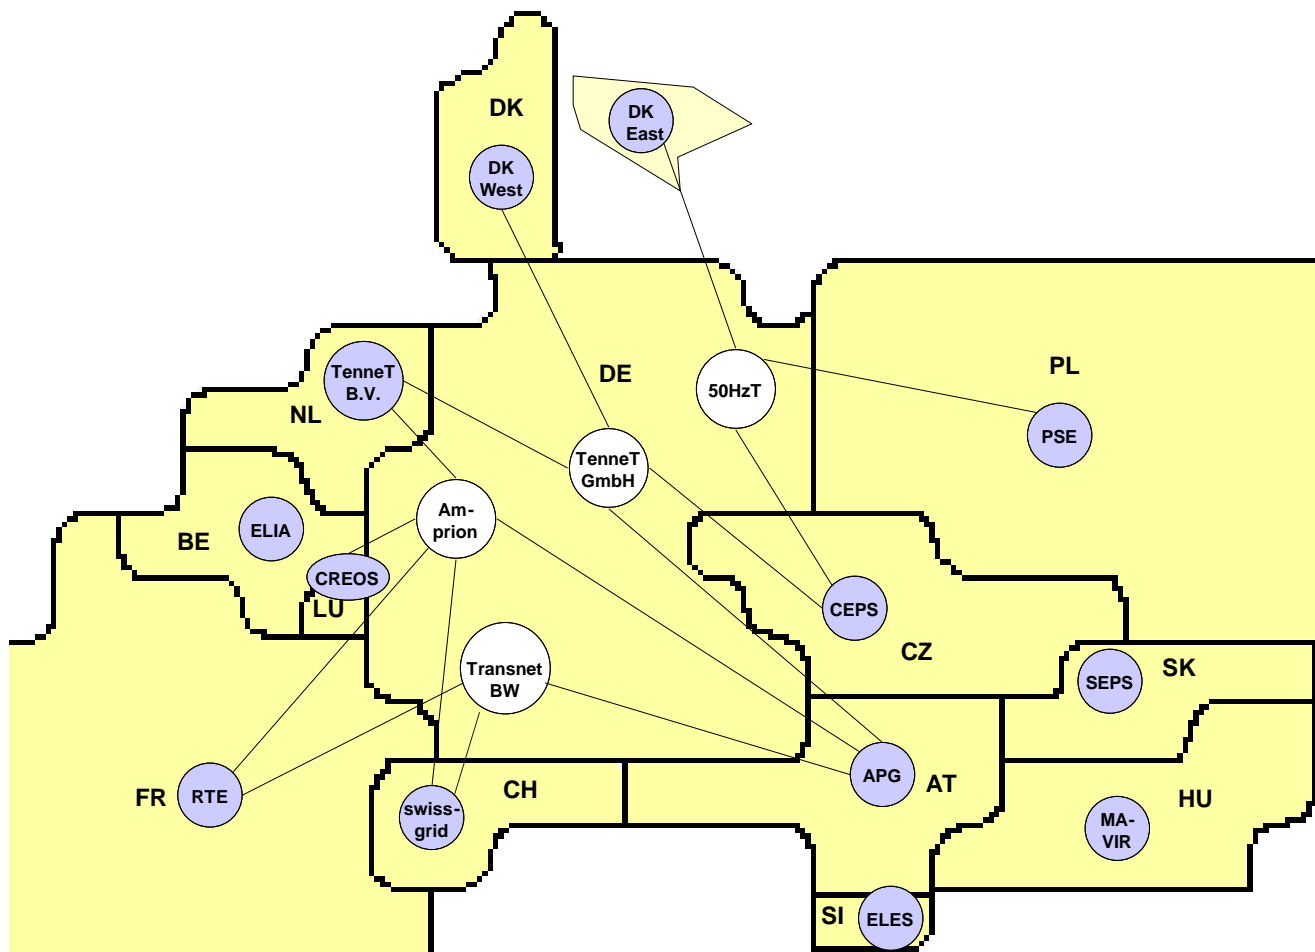 DK
DK
East
DK
West
TenneT
B.V.
NL
DE
50HzT
PL
PSE
TenneT
GmbH
Am-
prion
ELIA
BE
CREOS
LU
CEPS
CZ
Transnet
BW
SEPS
SK
FR
RTE
swiss-
grid
CH
APG
AT
HU
MA-
VIR
SI
ELES